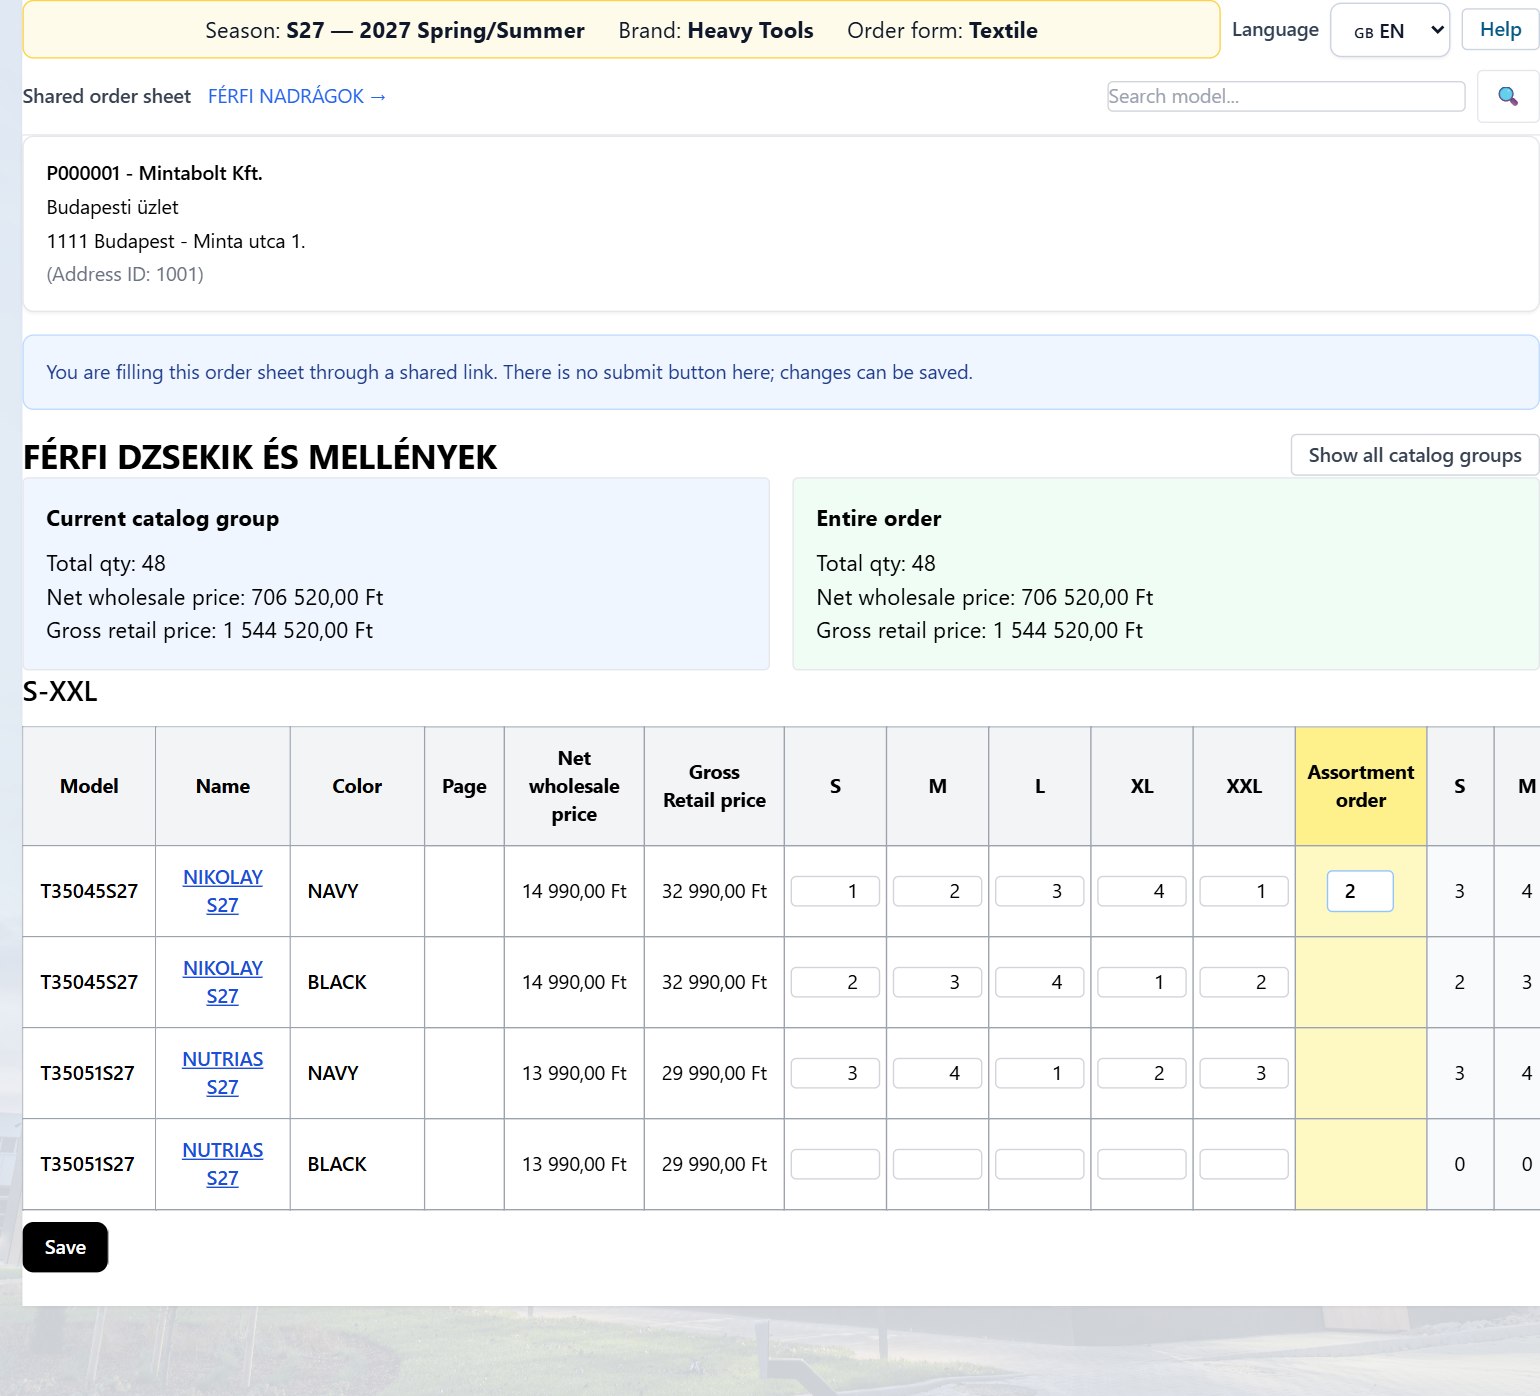 Season: S27 — 2027 Spring/Summer Brand: Heavy Tools Order form: Textile Language GB EN Help
Shared order sheet FÉRFI NADRÁGOK → Search model...
P000001 - Mintabolt Kft.
Budapesti üzlet
1111 Budapest - Minta utca 1.
(Address ID: 1001)
You are filling this order sheet through a shared link. There is no submit button here; changes can be saved.
FÉRFI DZSEKIK ÉS MELLÉNYEK Show all catalog groups
Current catalog group
Total qty: 48
Net wholesale price: 706 520,00 Ft
Gross retail price: 1 544 520,00 Ft
Entire order
Total qty: 48
Net wholesale price: 706 520,00 Ft
Gross retail price: 1 544 520,00 Ft
S-XXL
Model Name Color Page Net wholesale price Gross Retail price S M L XL XXL Assortment order S M
T35045S27 NIKOLAY S27 NAVY 14 990,00 Ft 32 990,00 Ft 1 2 3 4 1 2 3 4
T35045S27 NIKOLAY S27 BLACK 14 990,00 Ft 32 990,00 Ft 2 3 4 1 2 2 3
T35051S27 NUTRIAS S27 NAVY 13 990,00 Ft 29 990,00 Ft 3 4 1 2 3 3 4
T35051S27 NUTRIAS S27 BLACK 13 990,00 Ft 29 990,00 Ft 0 0
Save